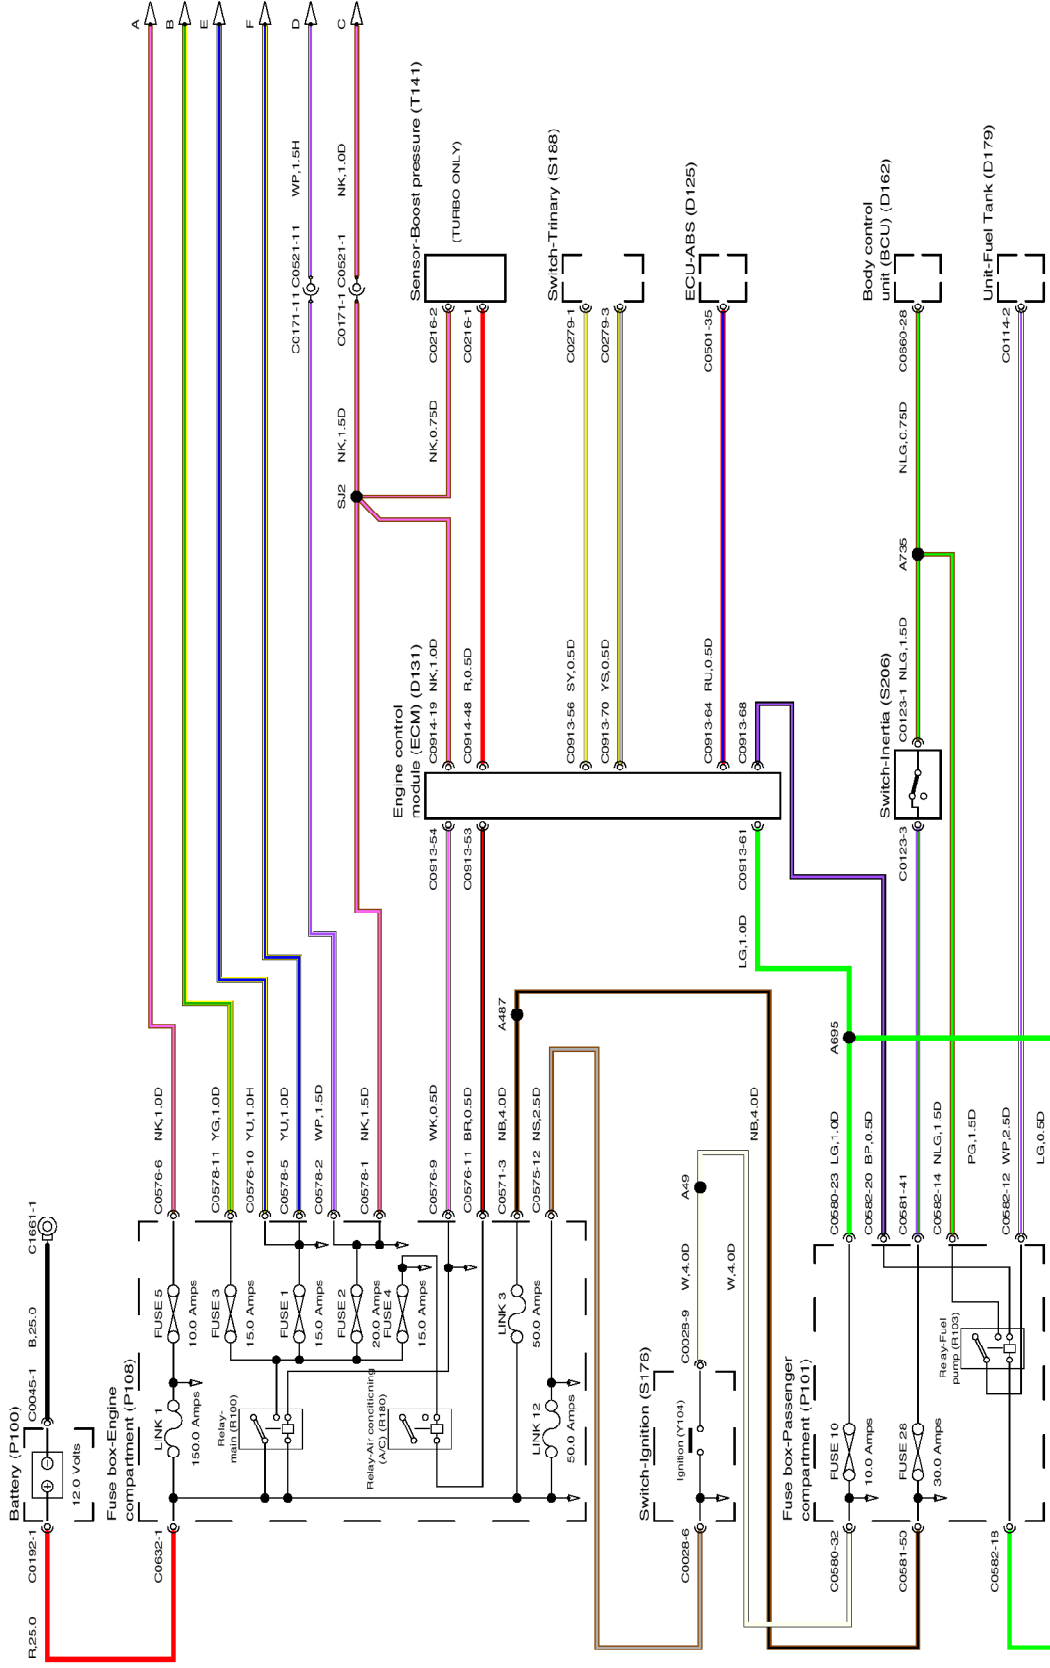 A
B
E
F
D
C
WP,1.5H
NK,1.0D
C0171-11
C0521-11
C0171-1
C0521-1
NK,1.5D
SJ2
Sensor-Boost pressure (T141)
(TURBO ONLY)
C0216-2
C0216-1
NK,0.75D
Switch-Trinary (S188)
C0279-1
C0279-3
ECU-ABS (D125)
C0501-35
Body control
unit (BCU) (D162)
C0660-28
NLG,0.75D
A735
Unit-Fuel Tank (D179)
C0114-2
Engine control
module (ECM) (D131)
C0914-19 NK,1.0D
C0914-48 R,0.5D
C0913-56 SY,0.5D
C0913-70 YS,0.5D
C0913-64 RU,0.5D
C0913-68
C0913-54
C0913-53
C0913-61
LG,1.0D
Switch-Inertia (S206)
C0123-1 NLG,1.5D
C0123-3
A487
A695
A49
Battery (P100)
12.0 Volts
C0192-1
R,25.0
C0045-1
B,25.0
C1661-1
Fuse box-Engine
compartment (P108)
C0632-1
LINK 1
150.0 Amps
FUSE 5
10.0 Amps
FUSE 3
15.0 Amps
FUSE 1
15.0 Amps
FUSE 2
20.0 Amps
FUSE 4
15.0 Amps
LINK 3
50.0 Amps
LINK 12
50.0 Amps
Relay-
main (R100)
Relay-Air conditioning
(A/C) (R180)
C0576-6 NK,1.0D
C0578-11 YG,1.0D
C0578-10 YU,1.0H
C0578-5 YU,1.0D
C0578-2 WP,1.5D
C0578-1 NK,1.5D
C0576-9 WK,0.5D
C0576-11 BR,0.5D
C0571-3 NB,4.0D
C0575-12 NS,2.5D
Switch-Ignition (S176)
Ignition (Y104)
C0028-6
C0028-9 W,4.0D
W,4.0D
NB,4.0D
Fuse box-Passenger
compartment (P101)
FUSE 10
10.0 Amps
FUSE 28
30.0 Amps
Relay-Fuel
pump (R103)
C0580-32
C0581-50
C0582-18
C0580-23 LG,1.0D
C0582-20 BP,0.5D
C0581-41
C0582-14 NLG,1.5D
PG,1.5D
C0582-12 WP,2.5D
LG,0.5D